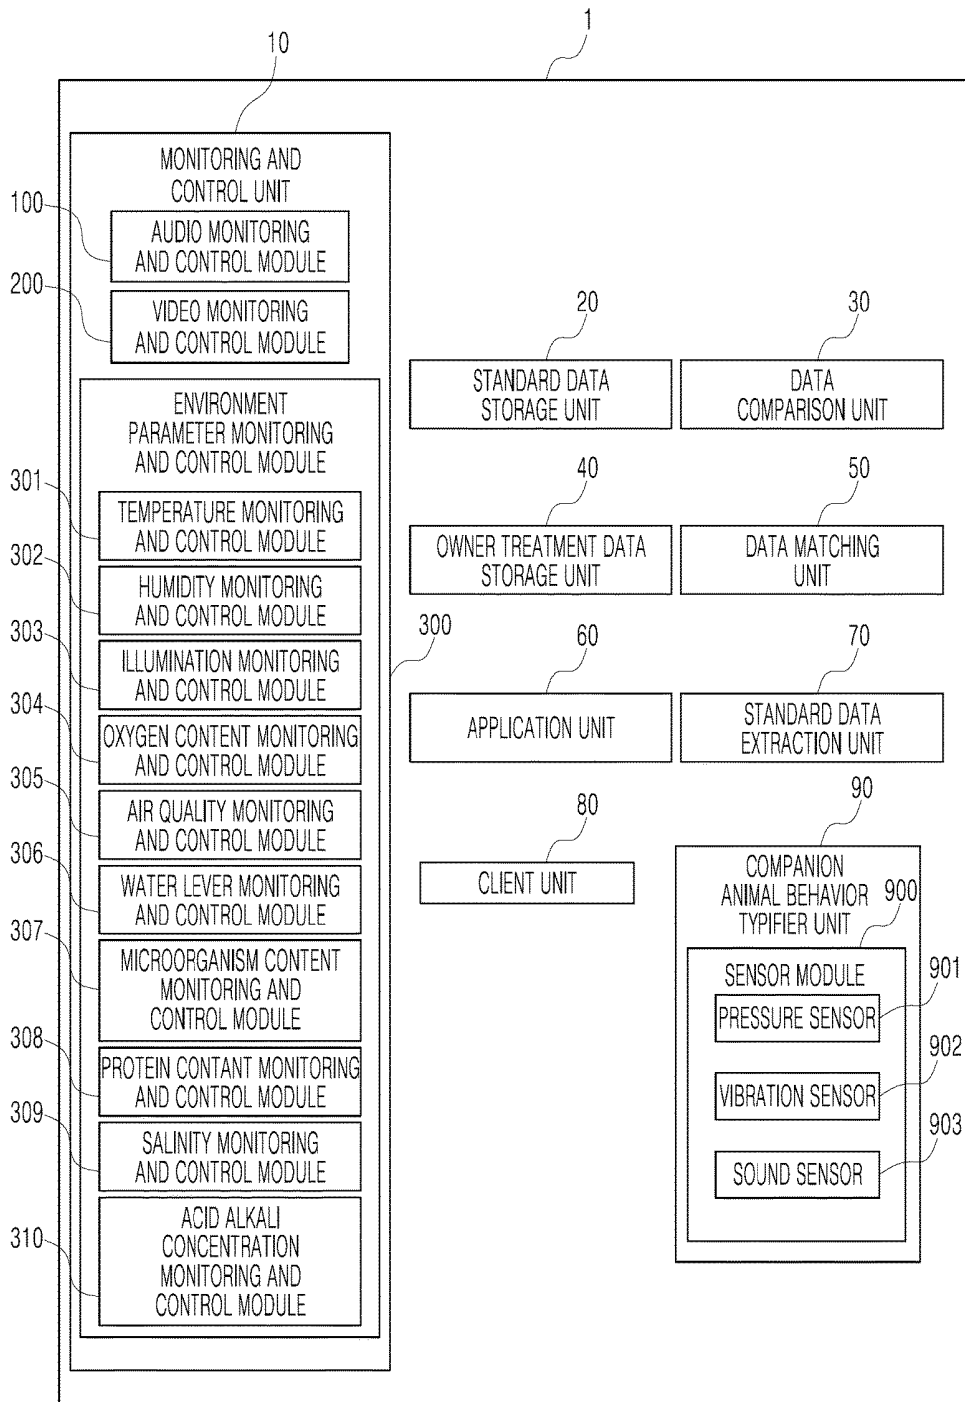 1
10
MONITORING AND
CONTROL UNIT
100
AUDIO MONITORING
AND CONTROL MODULE
200
VIDEO MONITORING
AND CONTROL MODULE
ENVIRONMENT
PARAMETER MONITORING
AND CONTROL MODULE
300
301
TEMPERATURE MONITORING
AND CONTROL MODULE
302
HUMIDITY MONITORING
AND CONTROL MODULE
303
ILLUMINATION MONITORING
AND CONTROL MODULE
304
OXYGEN CONTENT MONITORING
AND CONTROL MODULE
305
AIR QUALITY MONITORING
AND CONTROL MODULE
306
WATER LEVER MONITORING
AND CONTROL MODULE
307
MICROORGANISM CONTENT
MONITORING AND
CONTROL MODULE
308
PROTEIN CONTANT MONITORING
AND CONTROL MODULE
309
SALINITY MONITORING
AND CONTROL MODULE
310
ACID ALKALI
CONCENTRATION
MONITORING AND
CONTROL MODULE
20
STANDARD DATA
STORAGE UNIT
30
DATA
COMPARISON UNIT
40
OWNER TREATMENT DATA
STORAGE UNIT
50
DATA MATCHING
UNIT
60
APPLICATION UNIT
70
STANDARD DATA
EXTRACTION UNIT
80
CLIENT UNIT
90
COMPANION
ANIMAL BEHAVIOR
TYPIFIER UNIT
900
SENSOR MODULE
901
PRESSURE SENSOR
902
VIBRATION SENSOR
903
SOUND SENSOR